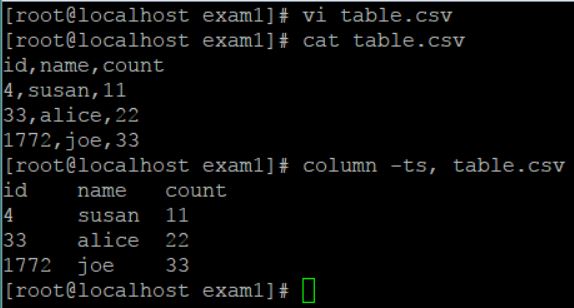 [root@localhost exam1]# vi table.csv
[root@localhost exam1]# cat table.csv
id,name,count
4,susan,11
33,alice,22
1772,joe,33
[root@localhost exam1]# column -ts, table.csv
id    name   count
4     susan  11
33    alice  22
1772  joe    33
[root@localhost exam1]#